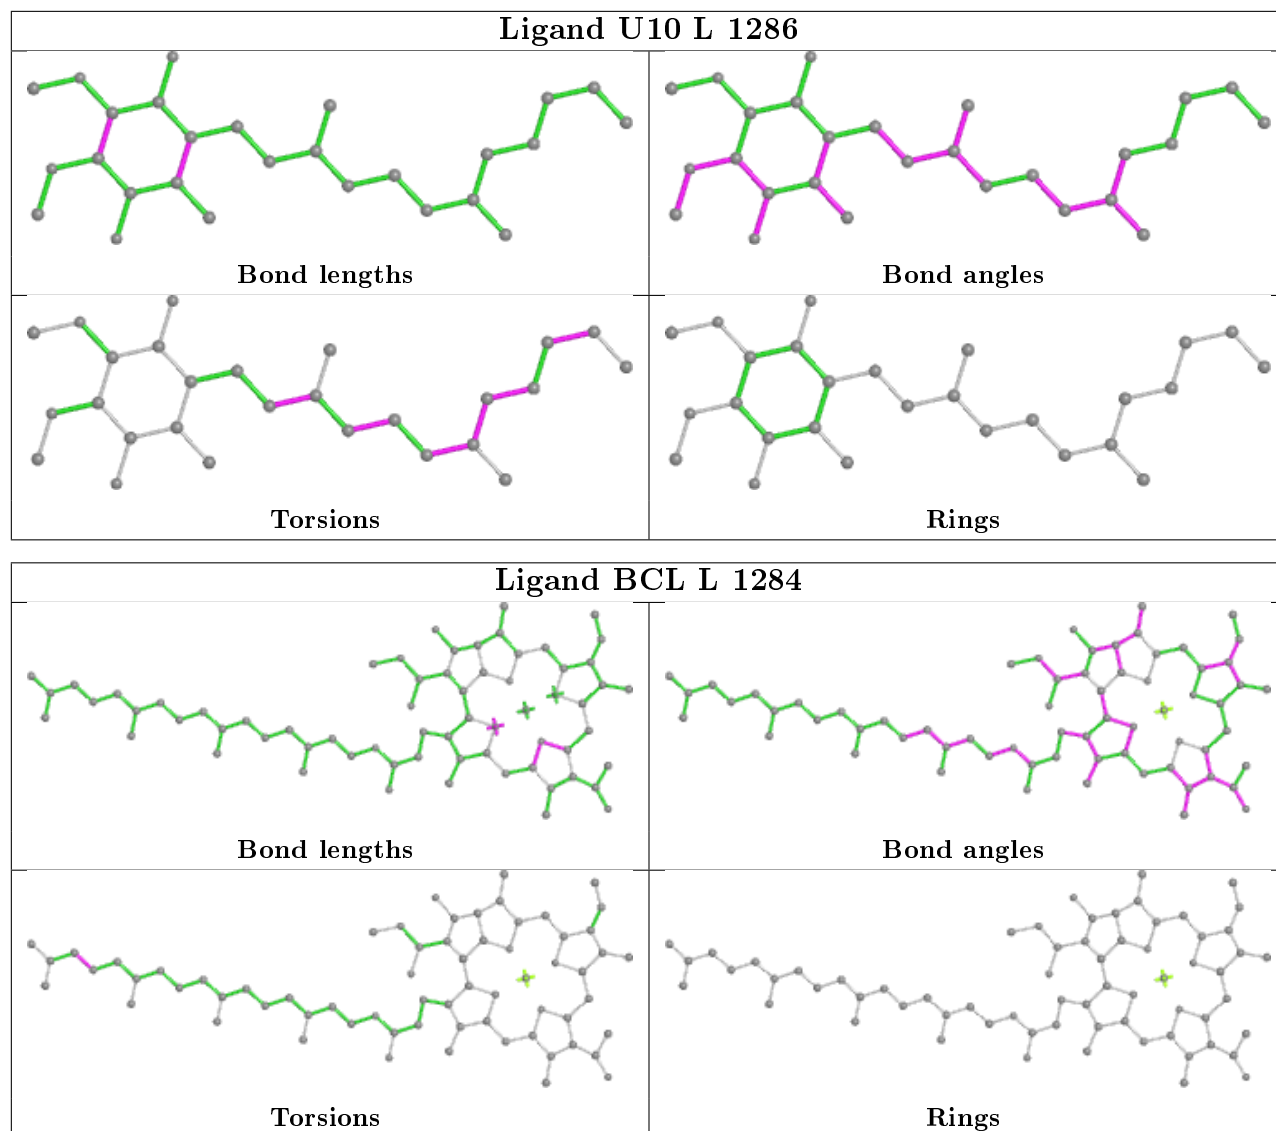 Ligand U10 L 1286
Bond lengths
Bond angles
Torsions
Rings
Ligand BCL L 1284
Bond lengths
Bond angles
Torsions
Rings